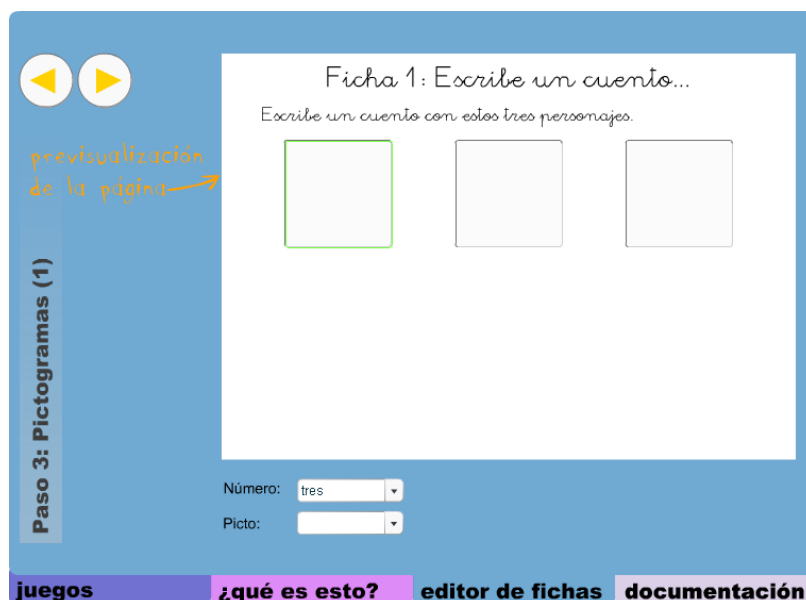 Ficha 1: Escribe un cuento...
Escribe un cuento con estos tres personajes.
previsualización
de la página
Paso 3: Pictogramas (1)
Número: tres
Picto:
juegos ¿qué es esto? editor de fichas documentación